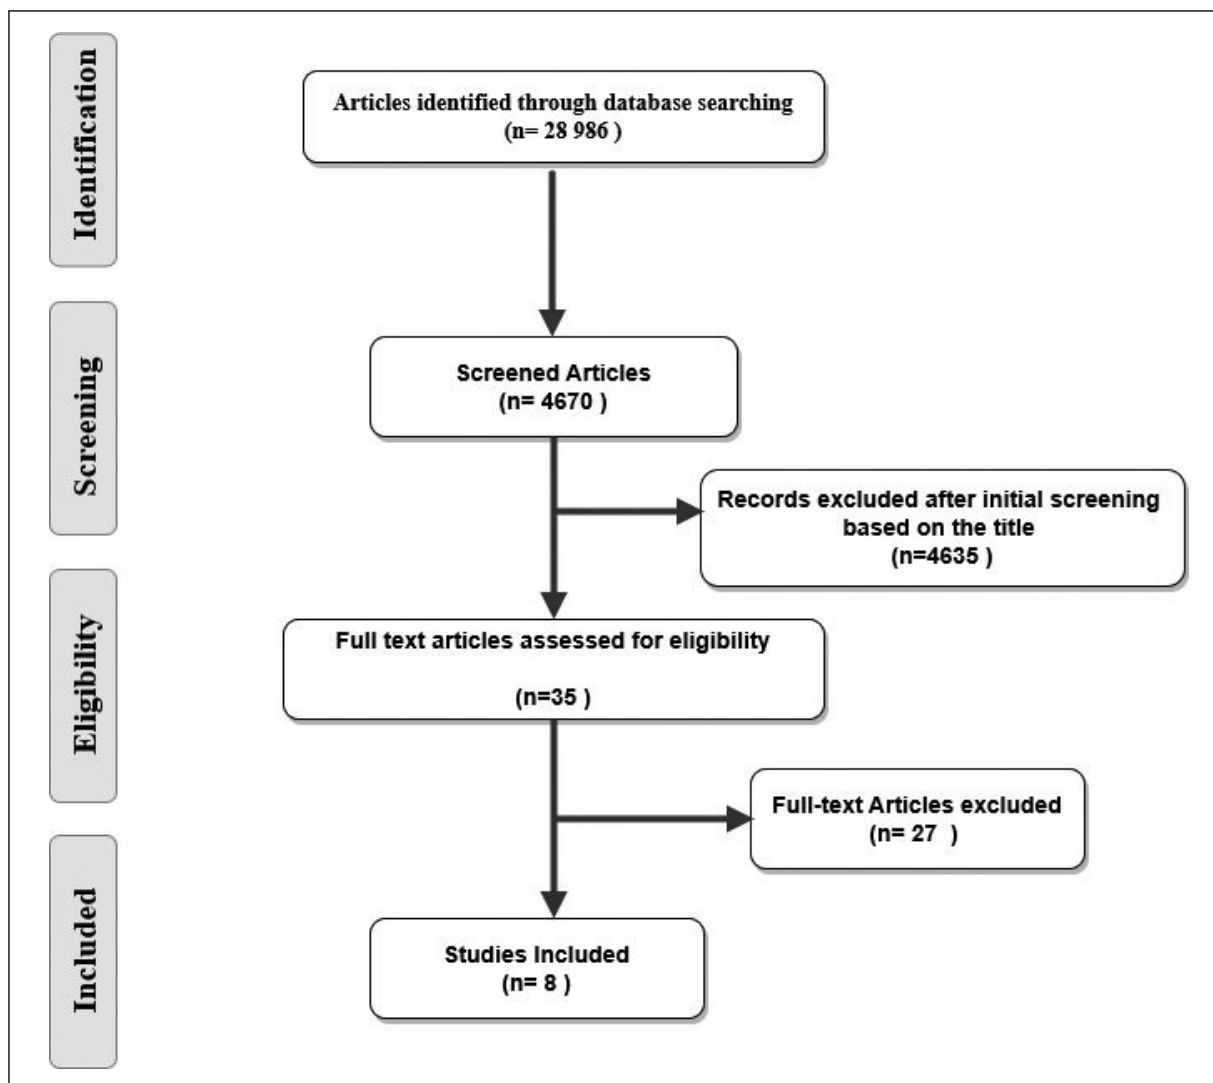 Identification
Articles identified through database searching
(n= 28 986 )
Screening
Screened Articles
(n= 4670 )
Records excluded after initial screening
based on the title
(n=4635 )
Eligibility
Full text articles assessed for eligibility
(n=35 )
Full-text Articles excluded
(n= 27  )
Included
Studies Included
(n= 8 )